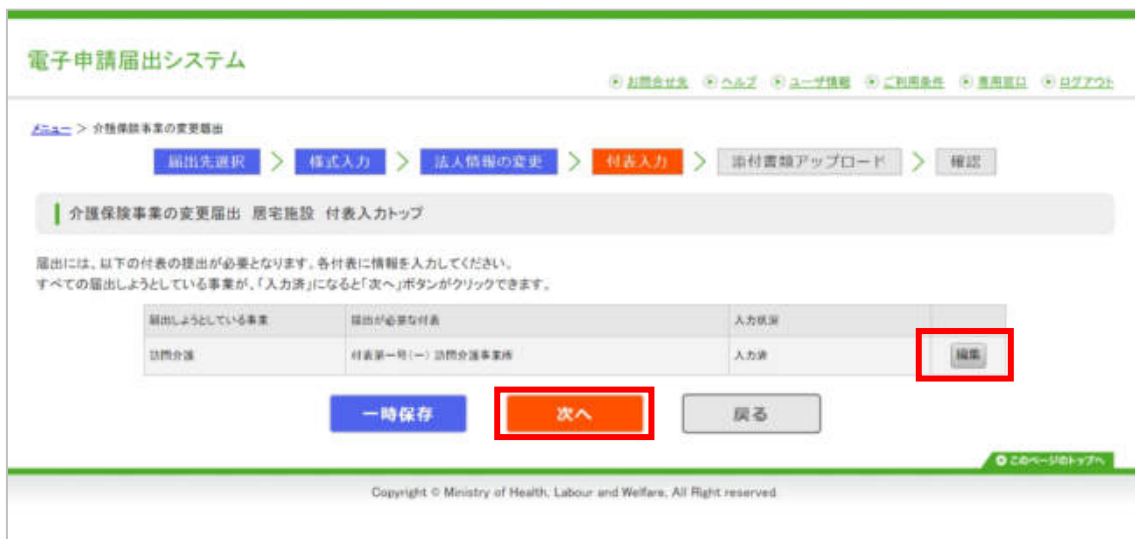 電子申請届出システム
お問合せ先 ヘルプ ユーザ情報 ご利用条件 専用窓口 ログアウト
メニュー > 介護保険事業の変更届出
届出先選択 > 様式入力 > 法人情報の変更 > 付表入力 > 添付書類アップロード > 確認
介護保険事業の変更届出 居宅施設 付表入力トップ
届出には、以下の付表の提出が必要となります。各付表に情報を入力してください。
すべての届出しようとしている事業が、「入力済」になると「次へ」ボタンがクリックできます。
届出しようとしている事業 提出が必要な付表 入力状況
訪問介護 付表第一号(一) 訪問介護事業所 入力済 編集
一時保存 次へ 戻る
このページのトップへ
Copyright © Ministry of Health, Labour and Welfare, All Right reserved.